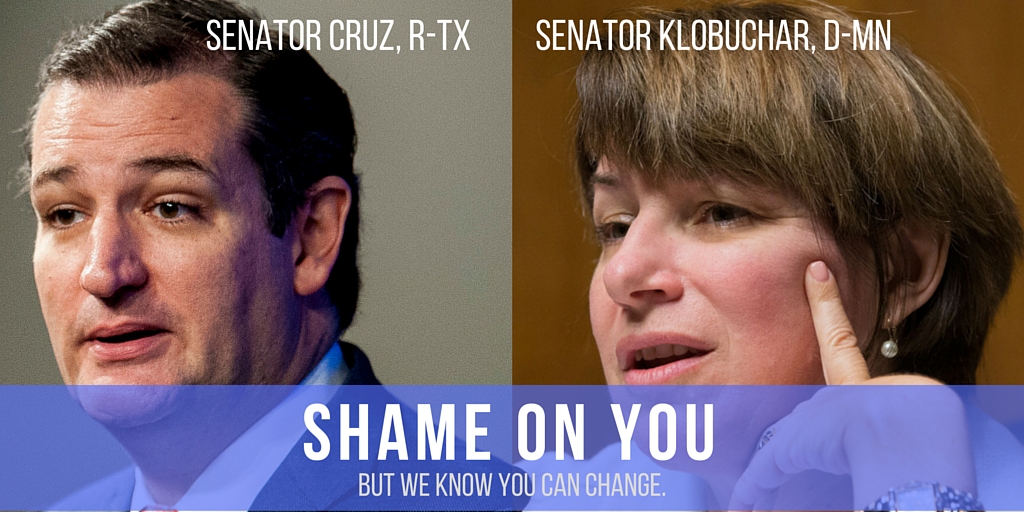 SENATOR CRUZ, R-TX
SENATOR KLOBUCHAR, D-MN
SHAME ON YOU
BUT WE KNOW YOU CAN CHANGE.